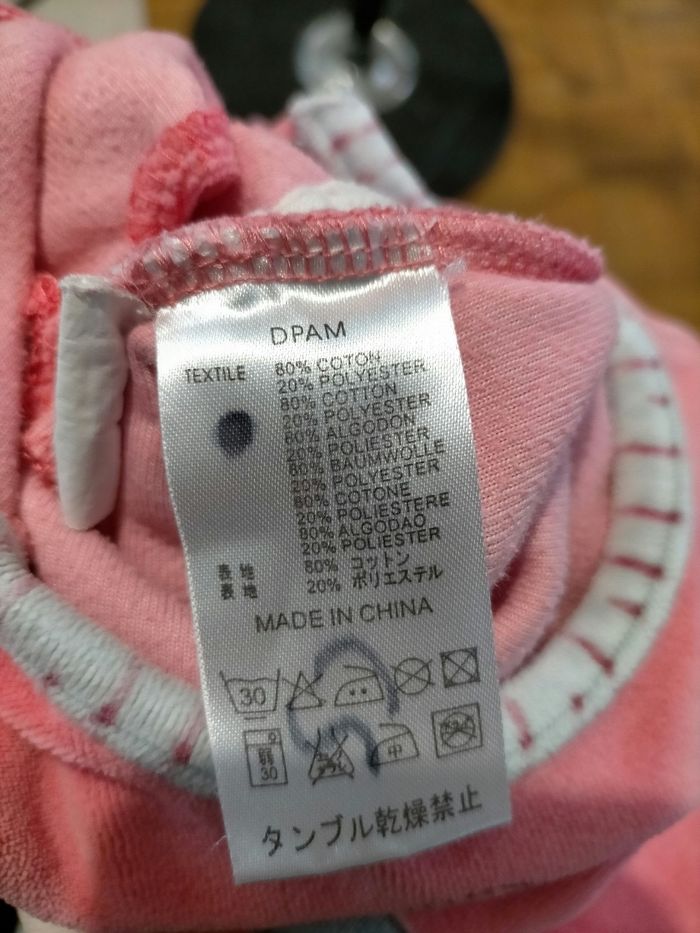 DPAM
TEXTILE 80% COTON
20% POLYESTER
80% COTTON
20% POLYESTER
80% ALGODON
20% POLIESTER
80% BAUMWOLLE
20% POLYESTER
80% COTONE
20% POLIESTERE
80% ALGODAO
20% POLIESTER
表地 80% コットン
表地 20% ポリエステル
MADE IN CHINA
30
弱 30 中
タンブル乾燥禁止